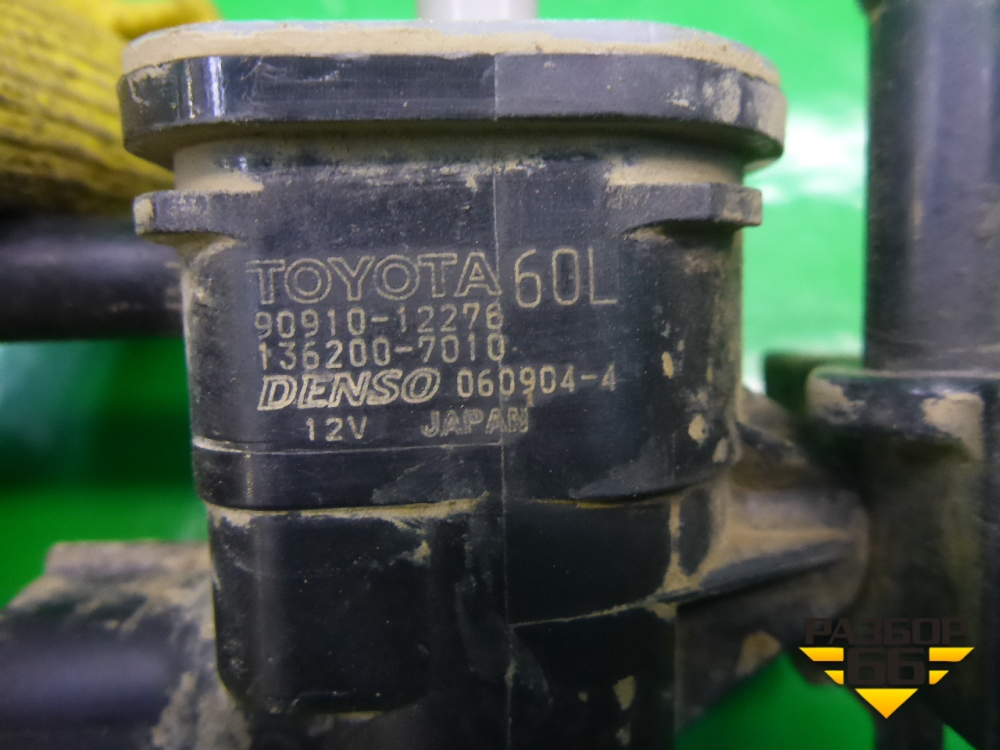 TOYOTA 60L
90910-12276
136200-7010
DENSO 060904-4
12V JAPAN
РАЗБОР
66